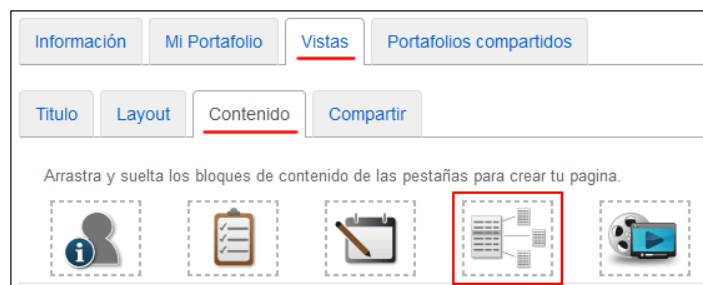 Información Mi Portafolio Vistas Portafolios compartidos
Titulo Layout Contenido Compartir
Arrastra y suelta los bloques de contenido de las pestañas para crear tu pagina.